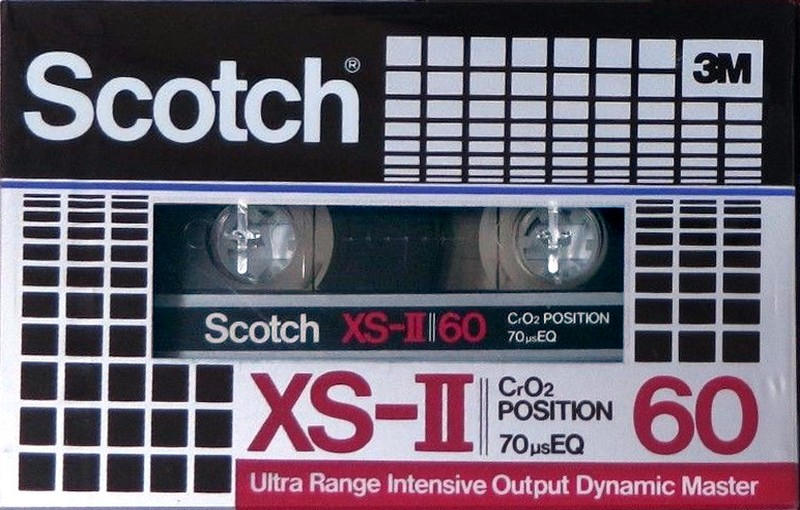 Scotch®
3M
Scotch XS-II 60 CrO2 POSITION
70μsEQ
XS-II CrO2 POSITION 60
70μsEQ
Ultra Range Intensive Output Dynamic Master